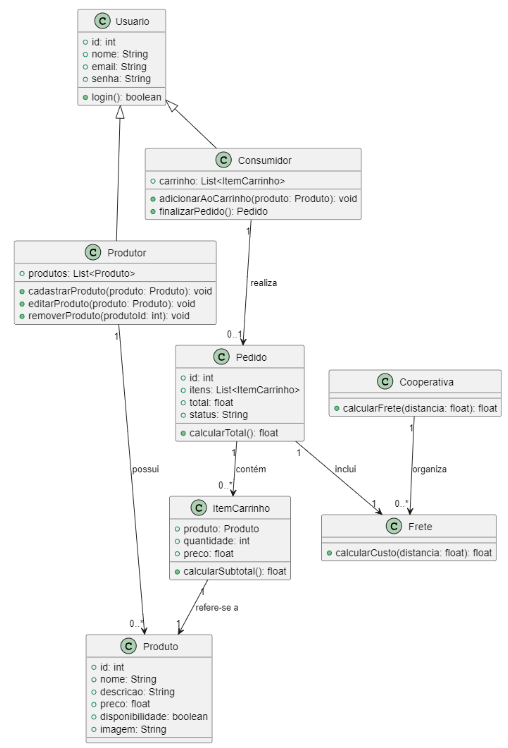 C Usuario
id: int
nome: String
email: String
senha: String
login(): boolean
C Consumidor
carrinho: List<ItemCarrinho>
adicionarAoCarrinho(produto: Produto): void
finalizarPedido(): Pedido
C Produtor
produtos: List<Produto>
cadastrarProduto(produto: Produto): void
editarProduto(produto: Produto): void
removerProduto(produtoId: int): void
1
realiza
0..1
1
C Pedido
id: int
itens: List<ItemCarrinho>
total: float
status: String
calcularTotal(): float
C Cooperativa
calcularFrete(distancia: float): float
1
1
1
possui
contém
inclui
organiza
0..*
1
0..*
C ItemCarrinho
produto: Produto
quantidade: int
preco: float
calcularSubtotal(): float
C Frete
calcularCusto(distancia: float): float
1
refere-se a
0..*
1
C Produto
id: int
nome: String
descricao: String
preco: float
disponibilidade: boolean
imagem: String